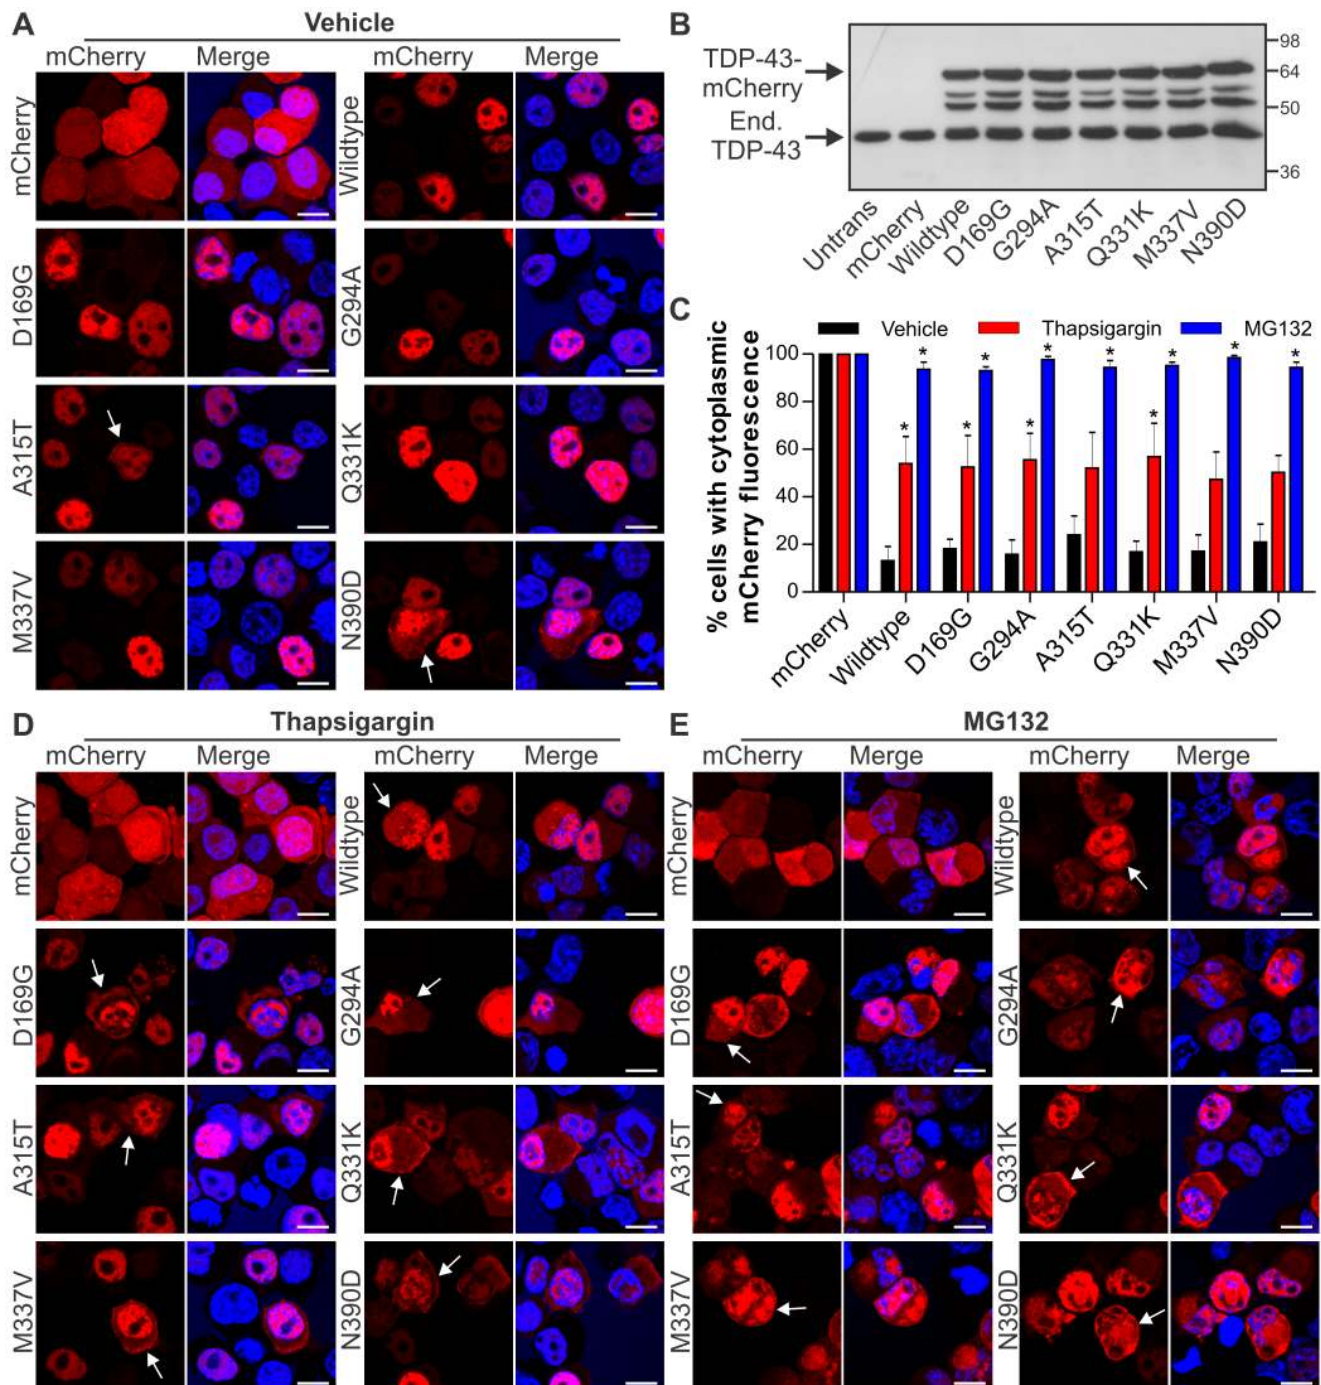 A
Vehicle
mCherry
Merge
mCherry
Merge
mCherry
Wildtype
D169G
G294A
A315T
Q331K
M337V
N390D
B
TDP-43-
mCherry
End.
TDP-43
98
64
50
36
Untrans
mCherry
Wildtype
D169G
G294A
A315T
Q331K
M337V
N390D
C
Vehicle
Thapsigargin
MG132
% cells with cytoplasmic
mCherry fluorescence
100
80
60
40
20
0
* * * * * * *
* * * *
mCherry
Wildtype
D169G
G294A
A315T
Q331K
M337V
N390D
D
Thapsigargin
mCherry
Merge
mCherry
Merge
mCherry
Wildtype
D169G
G294A
A315T
Q331K
M337V
N390D
E
MG132
mCherry
Merge
mCherry
Merge
mCherry
Wildtype
D169G
G294A
A315T
Q331K
M337V
N390D